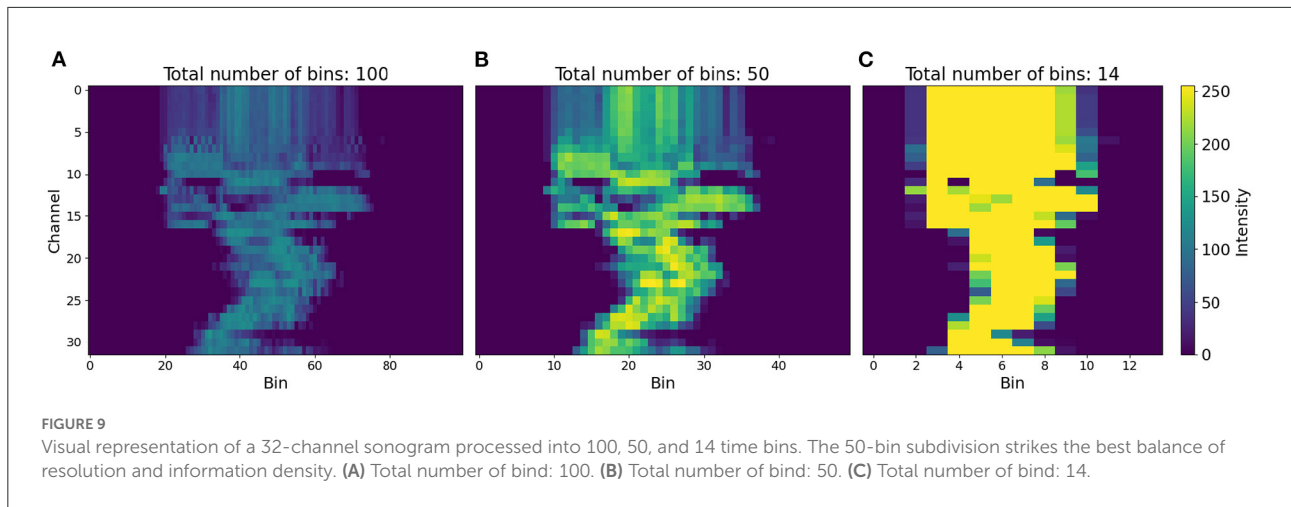 A
Total number of bins: 100
Channel
0
5
10
15
20
25
30
0 20 40 60 80
Bin
B
Total number of bins: 50
10 20 30 40
Bin
C
Total number of bins: 14
0 2 4 6 8 10 12
Bin
250
200
150
100
50
0
Intensity
FIGURE 9
Visual representation of a 32-channel sonogram processed into 100, 50, and 14 time bins. The 50-bin subdivision strikes the best balance of
resolution and information density. (A) Total number of bind: 100. (B) Total number of bind: 50. (C) Total number of bind: 14.